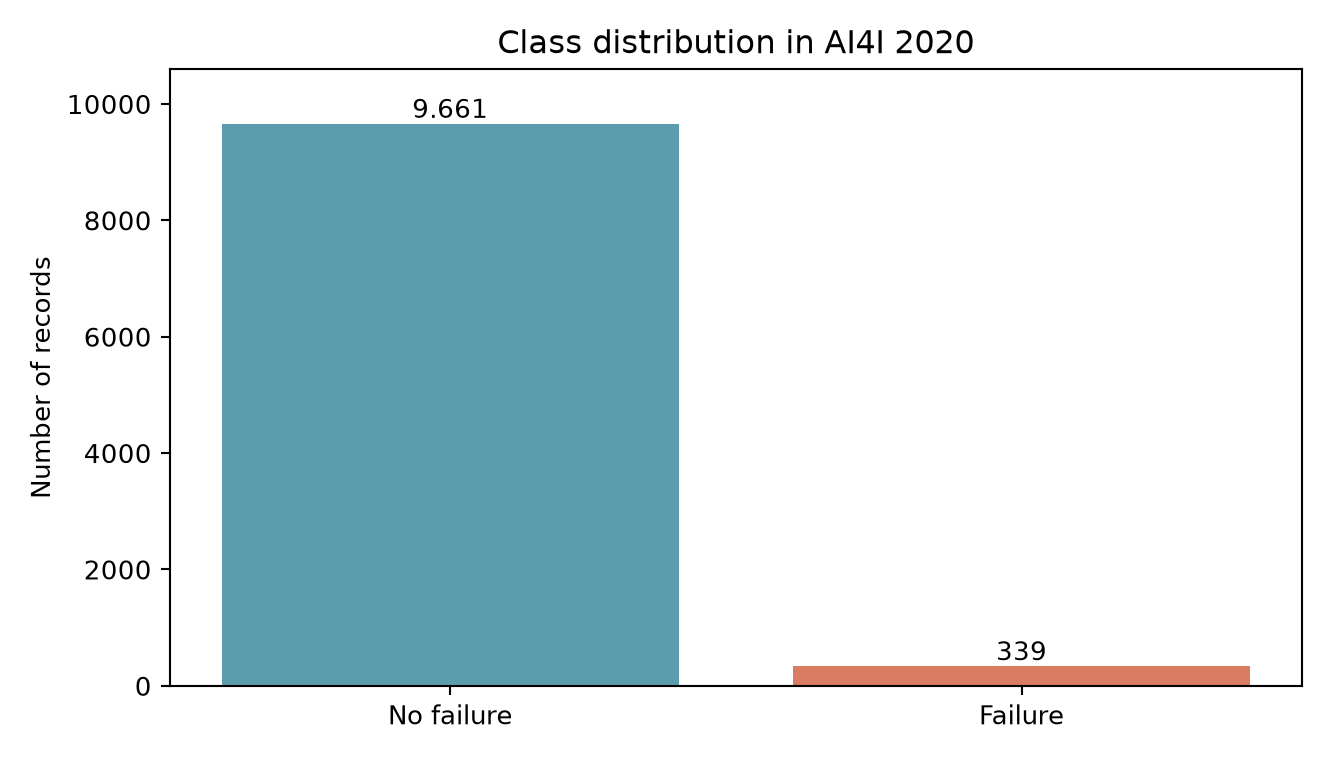 Class distribution in AI4I 2020
Number of records
10000
8000
6000
4000
2000
0
9.661
339
No failure
Failure